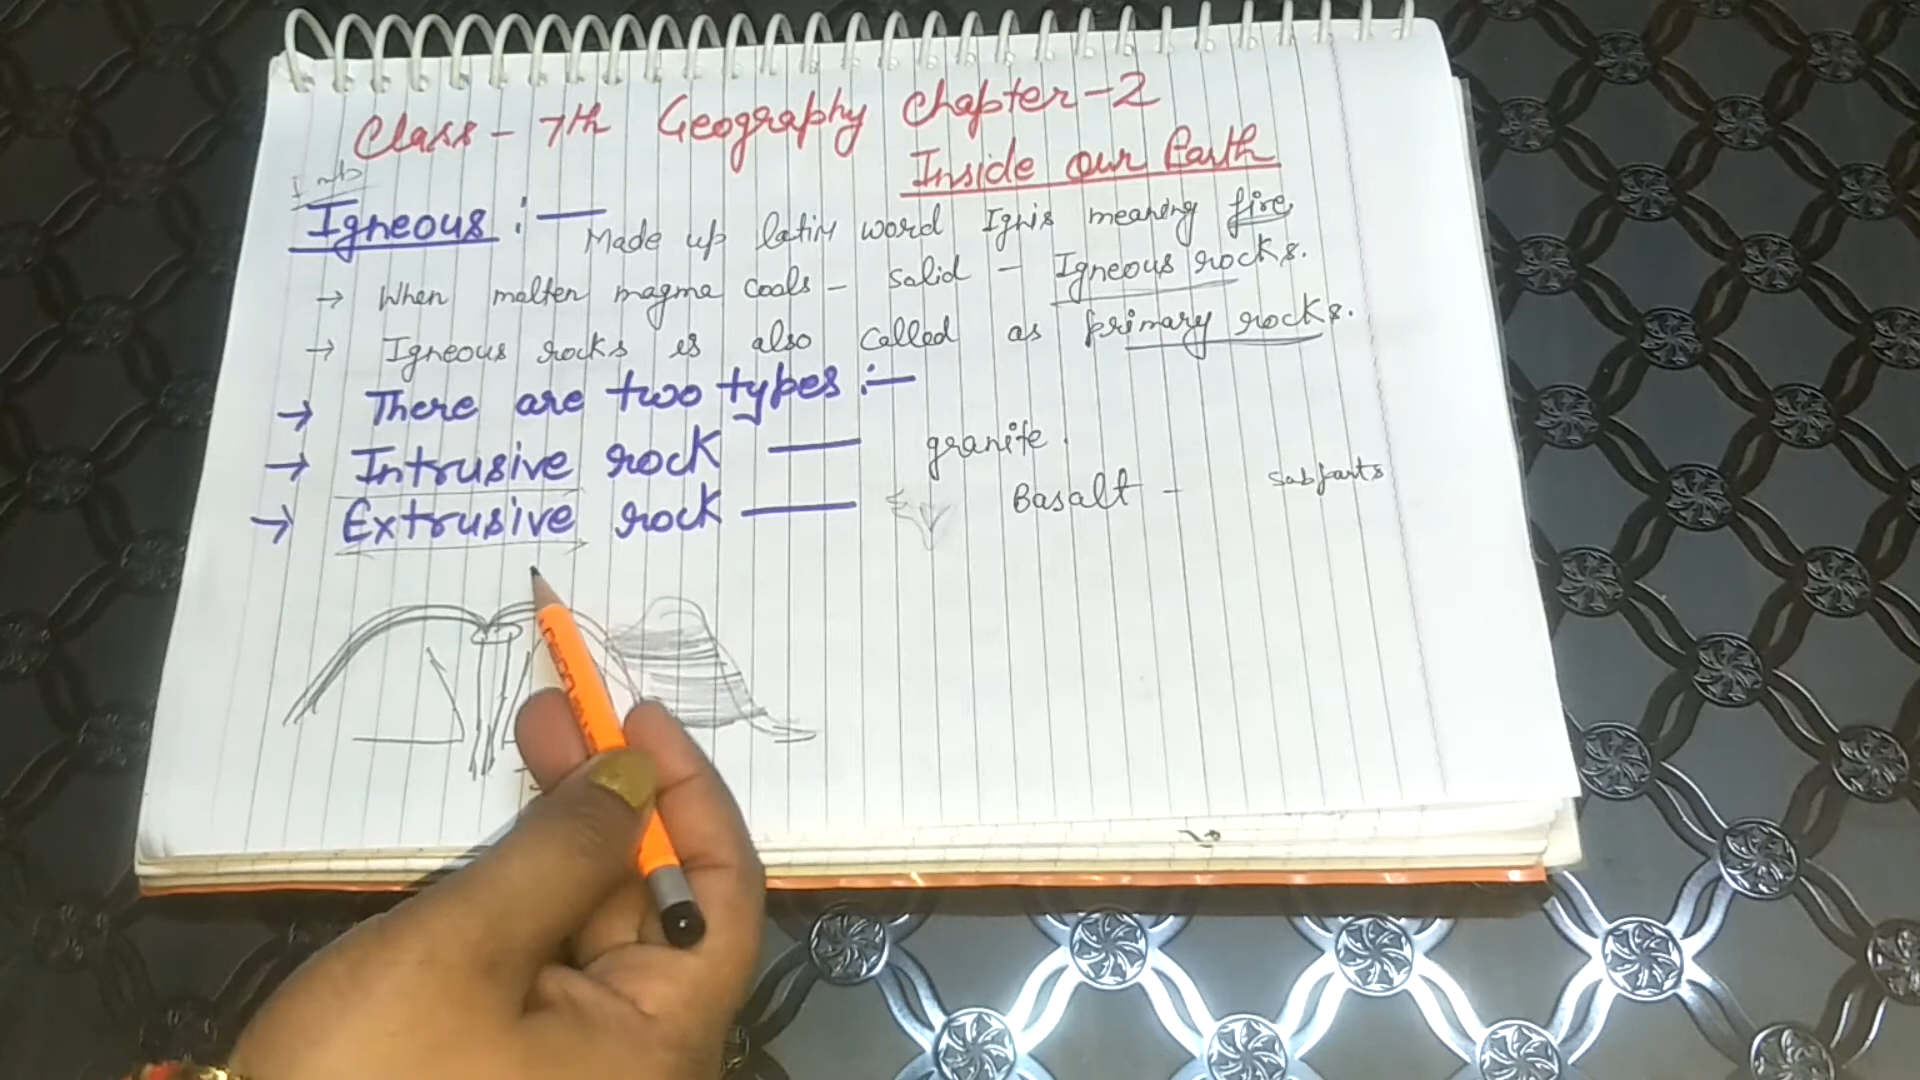 Class - 7th Geography Chapter-2
Inside Our Earth
Igneous :— Made up latin word Ignis meaning fire
→ When molten magma cools - solid - Igneous rocks.
→ Igneous rocks is also called as primary rocks.
→ There are two types :—
→ Intrusive rock — granite.
→ Extrusive rock — Basalt -